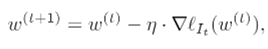 w^{(t+1)} = w^{(t)} − η · ∇ℓ_{I_t}(w^{(t)}),